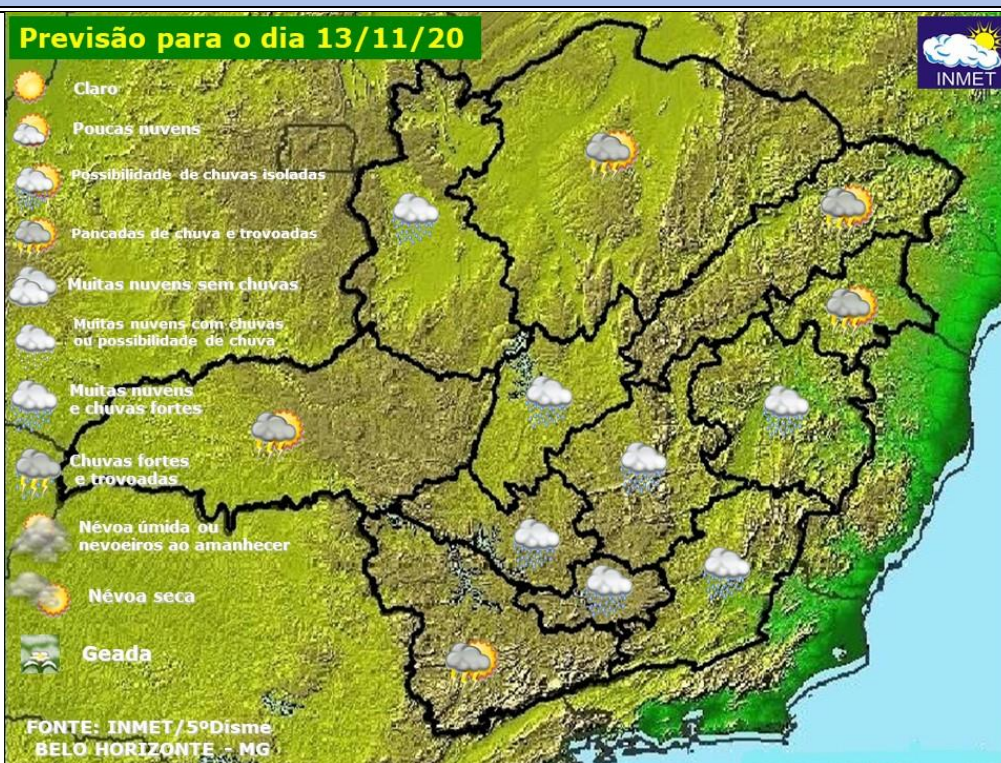 Previsão para o dia 13/11/20
INMET
Claro
Poucas nuvens
Possibilidade de chuvas isoladas
Pancadas de chuva e trovoadas
Muitas nuvens sem chuvas
Muitas nuvens com chuvas
ou possibilidade de chuva
Muitas nuvens
e chuvas fortes
Chuvas fortes
e trovoadas
Névoa úmida ou
nevoeiros ao amanhecer
Névoa seca
Geada
FONTE: INMET/5ºDisme
BELO HORIZONTE - MG